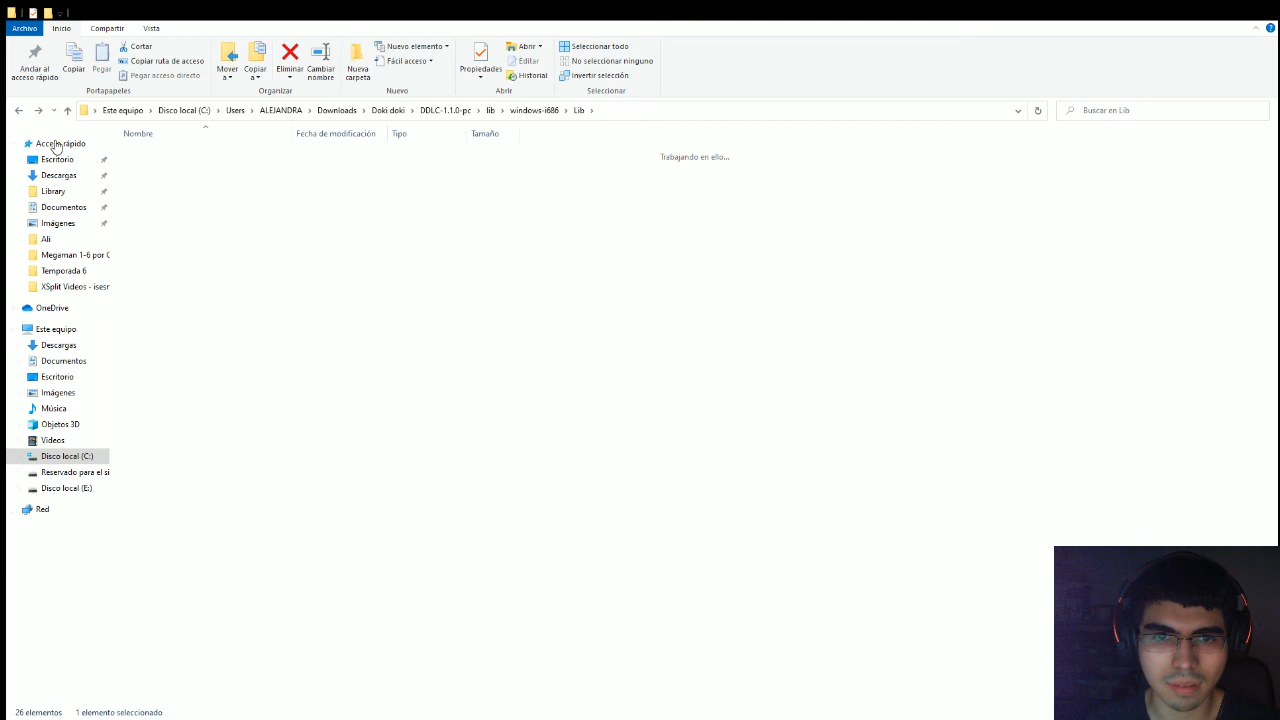 Archivo Inicio Compartir Vista
Anclar al acceso rápido
Copiar
Pegar
Cortar
Copiar ruta de acceso
Pegar acceso directo
Portapapeles
Mover a
Copiar a
Eliminar
Cambiar nombre
Organizar
Nueva carpeta
Nuevo elemento
Fácil acceso
Nuevo
Propiedades
Abrir
Editar
Historial
Abrir
Seleccionar todo
No seleccionar ninguno
Invertir selección
Seleccionar
Este equipo > Disco local (C:) > Users > ALEJANDRA > Downloads > Doki doki > DDLC-1.1.0-pc > lib > windows-i686 > Lib >
Buscar en Lib
Nombre Fecha de modificación Tipo Tamaño
Trabajando en ello...
Acceso rápido
Escritorio
Descargas
Library
Documentos
Imágenes
Ali
Megaman 1-6 por
Temporada 6
XSplit Videos -
OneDrive
Este equipo
Descargas
Documentos
Escritorio
Imágenes
Música
Objetos 3D
Videos
Disco local (C:)
Reservado para el si
Disco local (E:)
Red
26 elementos 1 elemento seleccionado